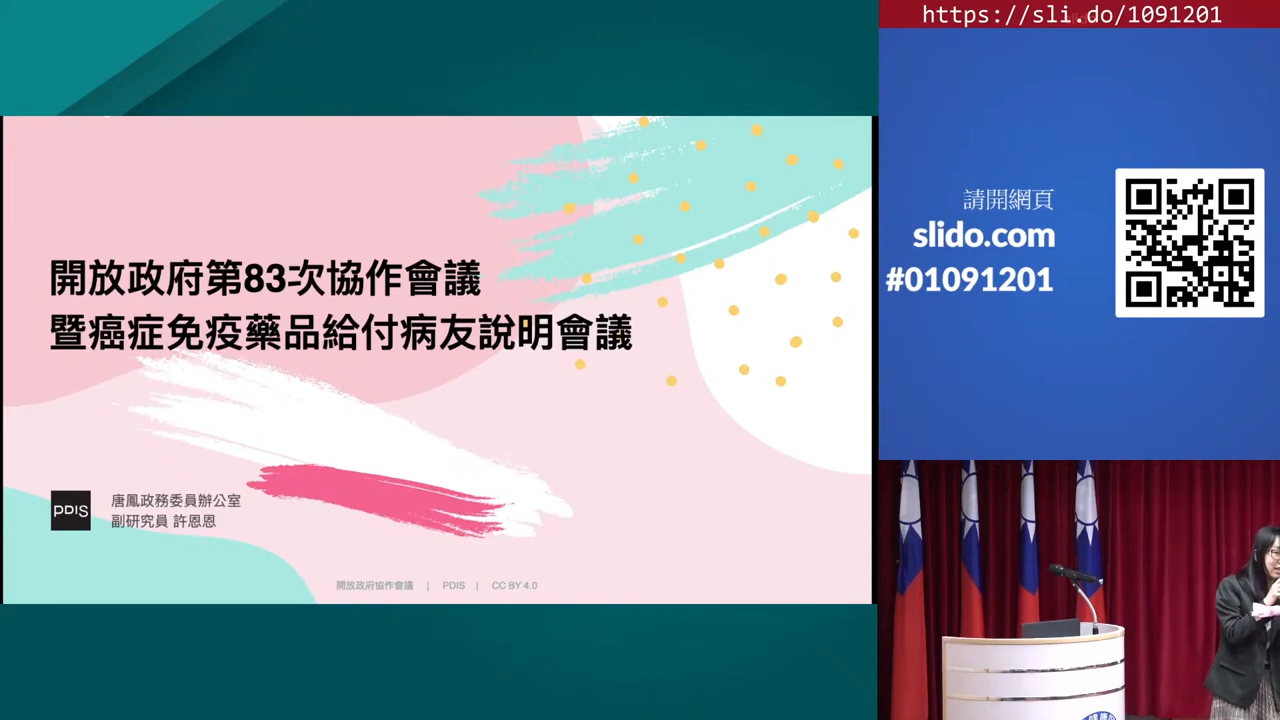 https://sli.do/1091201
請開網頁
slido.com
#01091201
開放政府第83次協作會議
暨癌症免疫藥品給付病友說明會議
PDIS
唐鳳政務委員辦公室
副研究員 許恩恩
開放政府協作會議 | PDIS | CC BY 4.0